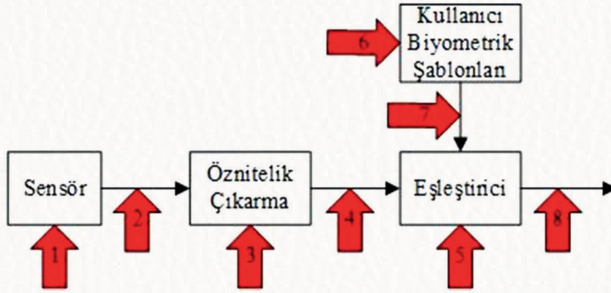 Kullanıcı
Biyometrik
Şablonları
6
7
Sensör
Öznitelik
Çıkarma
Eşleştirici
1
2
3
4
5
8